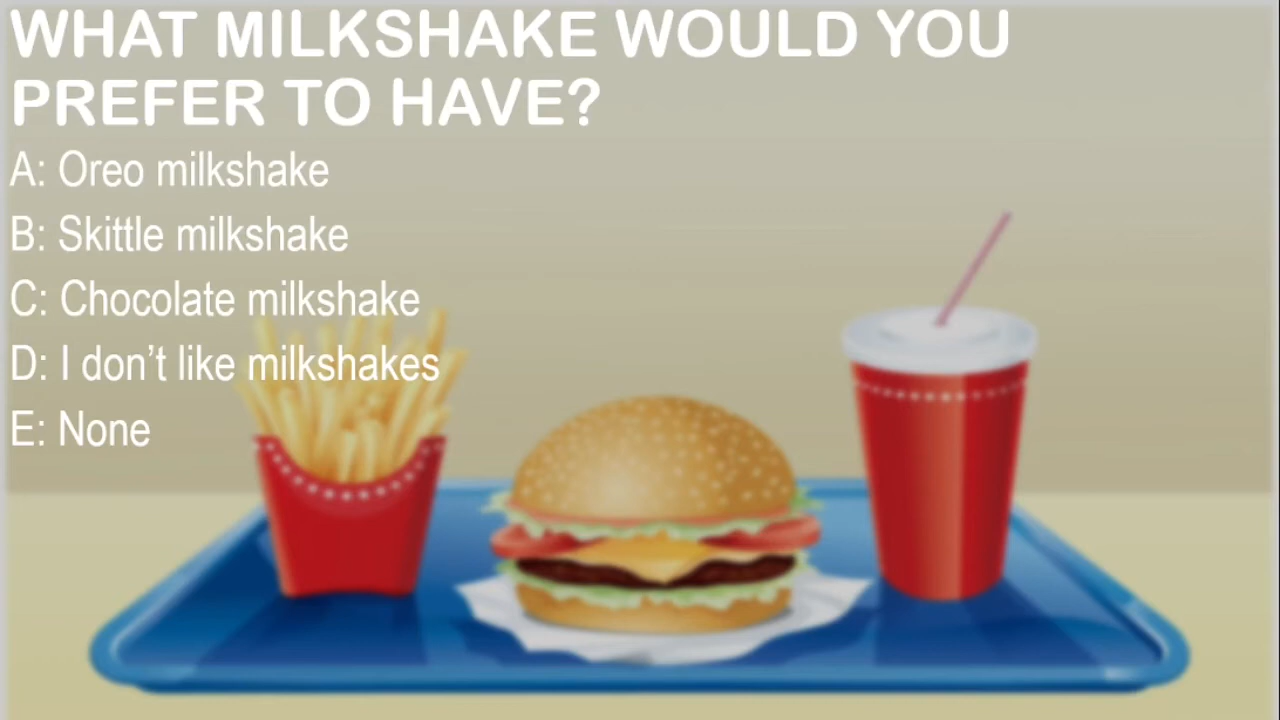 WHAT MILKSHAKE WOULD YOU
PREFER TO HAVE?
A: Oreo milkshake
B: Skittle milkshake
C: Chocolate milkshake
D: I don’t like milkshakes
E: None